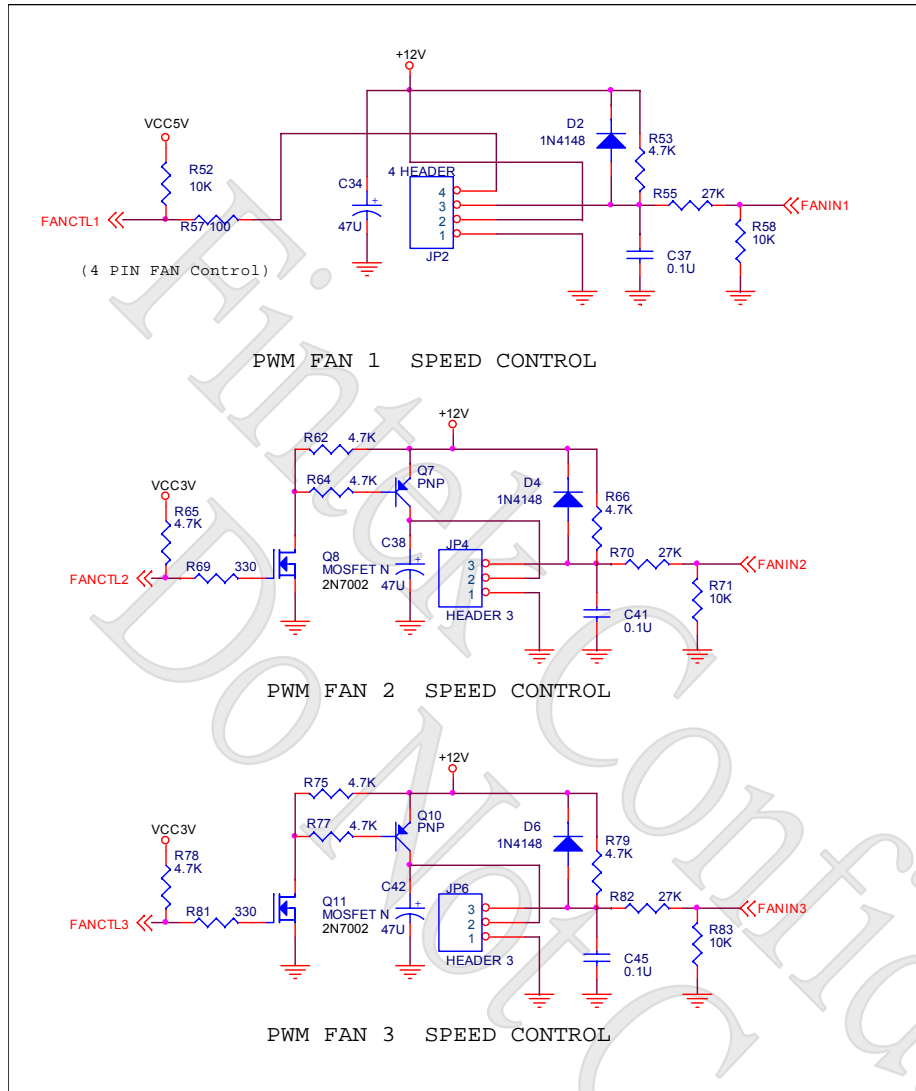 +12V
VCC5V
R52
10K
FANCTL1
R57 100
(4 PIN FAN Control)
C34
+
47U
4 HEADER
4
3
2
1
JP2
D2
1N4148
R53
4.7K
R55
27K
FANIN1
R58
10K
C37
0.1U
PWM FAN 1 SPEED CONTROL
+12V
R62
4.7K
R64
4.7K
Q7
PNP
VCC3V
R65
4.7K
FANCTL2
R69
330
Q8
MOSFET N
2N7002
C38
+
47U
JP4
3
2
1
HEADER 3
D4
1N4148
R66
4.7K
R70
27K
FANIN2
R71
10K
C41
0.1U
PWM FAN 2 SPEED CONTROL
+12V
R75
4.7K
R77
4.7K
Q10
PNP
VCC3V
R78
4.7K
FANCTL3
R81
330
Q11
MOSFET N
2N7002
C42
+
47U
JP6
3
2
1
HEADER 3
D6
1N4148
R79
4.7K
R82
27K
FANIN3
R83
10K
C45
0.1U
PWM FAN 3 SPEED CONTROL
Fintek Confid
Do Not C